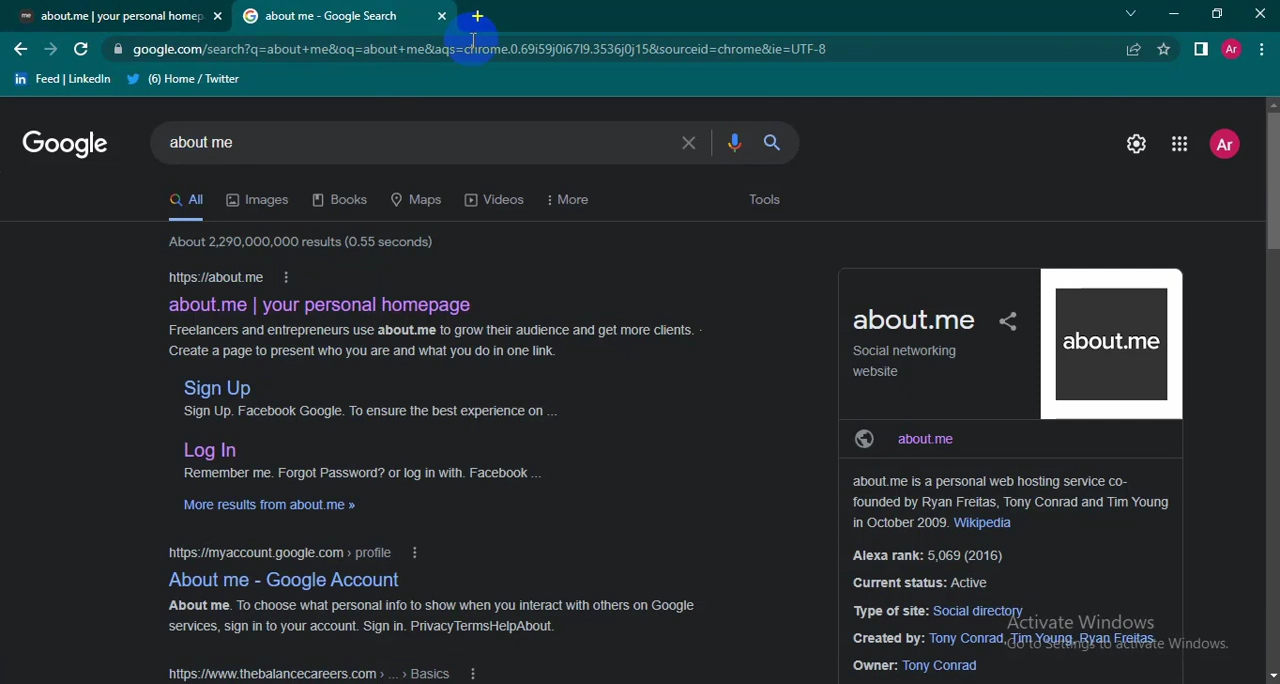 me about.me | your personal homep
about me - Google Search
google.com/search?q=about+me&oq=about+me&aqs=chrome.0.69i59j0i67l9.3536j0j15&sourceid=chrome&ie=UTF-8
Ar
in Feed | LinkedIn
(6) Home / Twitter
Google
about me
Ar
All
Images
Books
Maps
Videos
More
Tools
About 2,290,000,000 results (0.55 seconds)
https://about.me
about.me | your personal homepage
Freelancers and entrepreneurs use about.me to grow their audience and get more clients. ·
Create a page to present who you are and what you do in one link.
Sign Up
Sign Up. Facebook Google. To ensure the best experience on ...
Log In
Remember me. Forgot Password? or log in with. Facebook ...
More results from about.me »
https://myaccount.google.com › profile
About me - Google Account
About me. To choose what personal info to show when you interact with others on Google
services, sign in to your account. Sign in. PrivacyTermsHelpAbout.
https://www.thebalancecareers.com › ... › Basics
about.me
Social networking
website
about.me
about.me
about.me is a personal web hosting service co-
founded by Ryan Freitas, Tony Conrad and Tim Young
in October 2009. Wikipedia
Alexa rank: 5,069 (2016)
Current status: Active
Type of site: Social directory
Created by: Tony Conrad, Tim Young, Ryan Freitas
Owner: Tony Conrad
Activate Windows
Go to Settings to activate Windows.